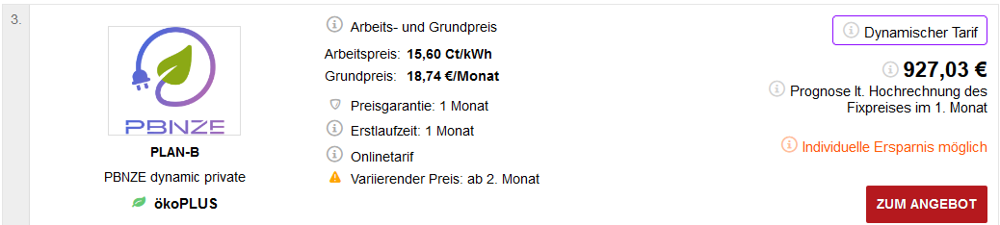 3.
PBNZE
PLAN-B
PBNZE dynamic private
ökoPLUS
Arbeits- und Grundpreis
Arbeitspreis: 15,60 Ct/kWh
Grundpreis: 18,74 €/Monat
Preisgarantie: 1 Monat
Erstlaufzeit: 1 Monat
Onlinetarif
Variierender Preis: ab 2. Monat
Dynamischer Tarif
927,03 €
Prognose lt. Hochrechnung des
Fixpreises im 1. Monat
Individuelle Ersparnis möglich
ZUM ANGEBOT